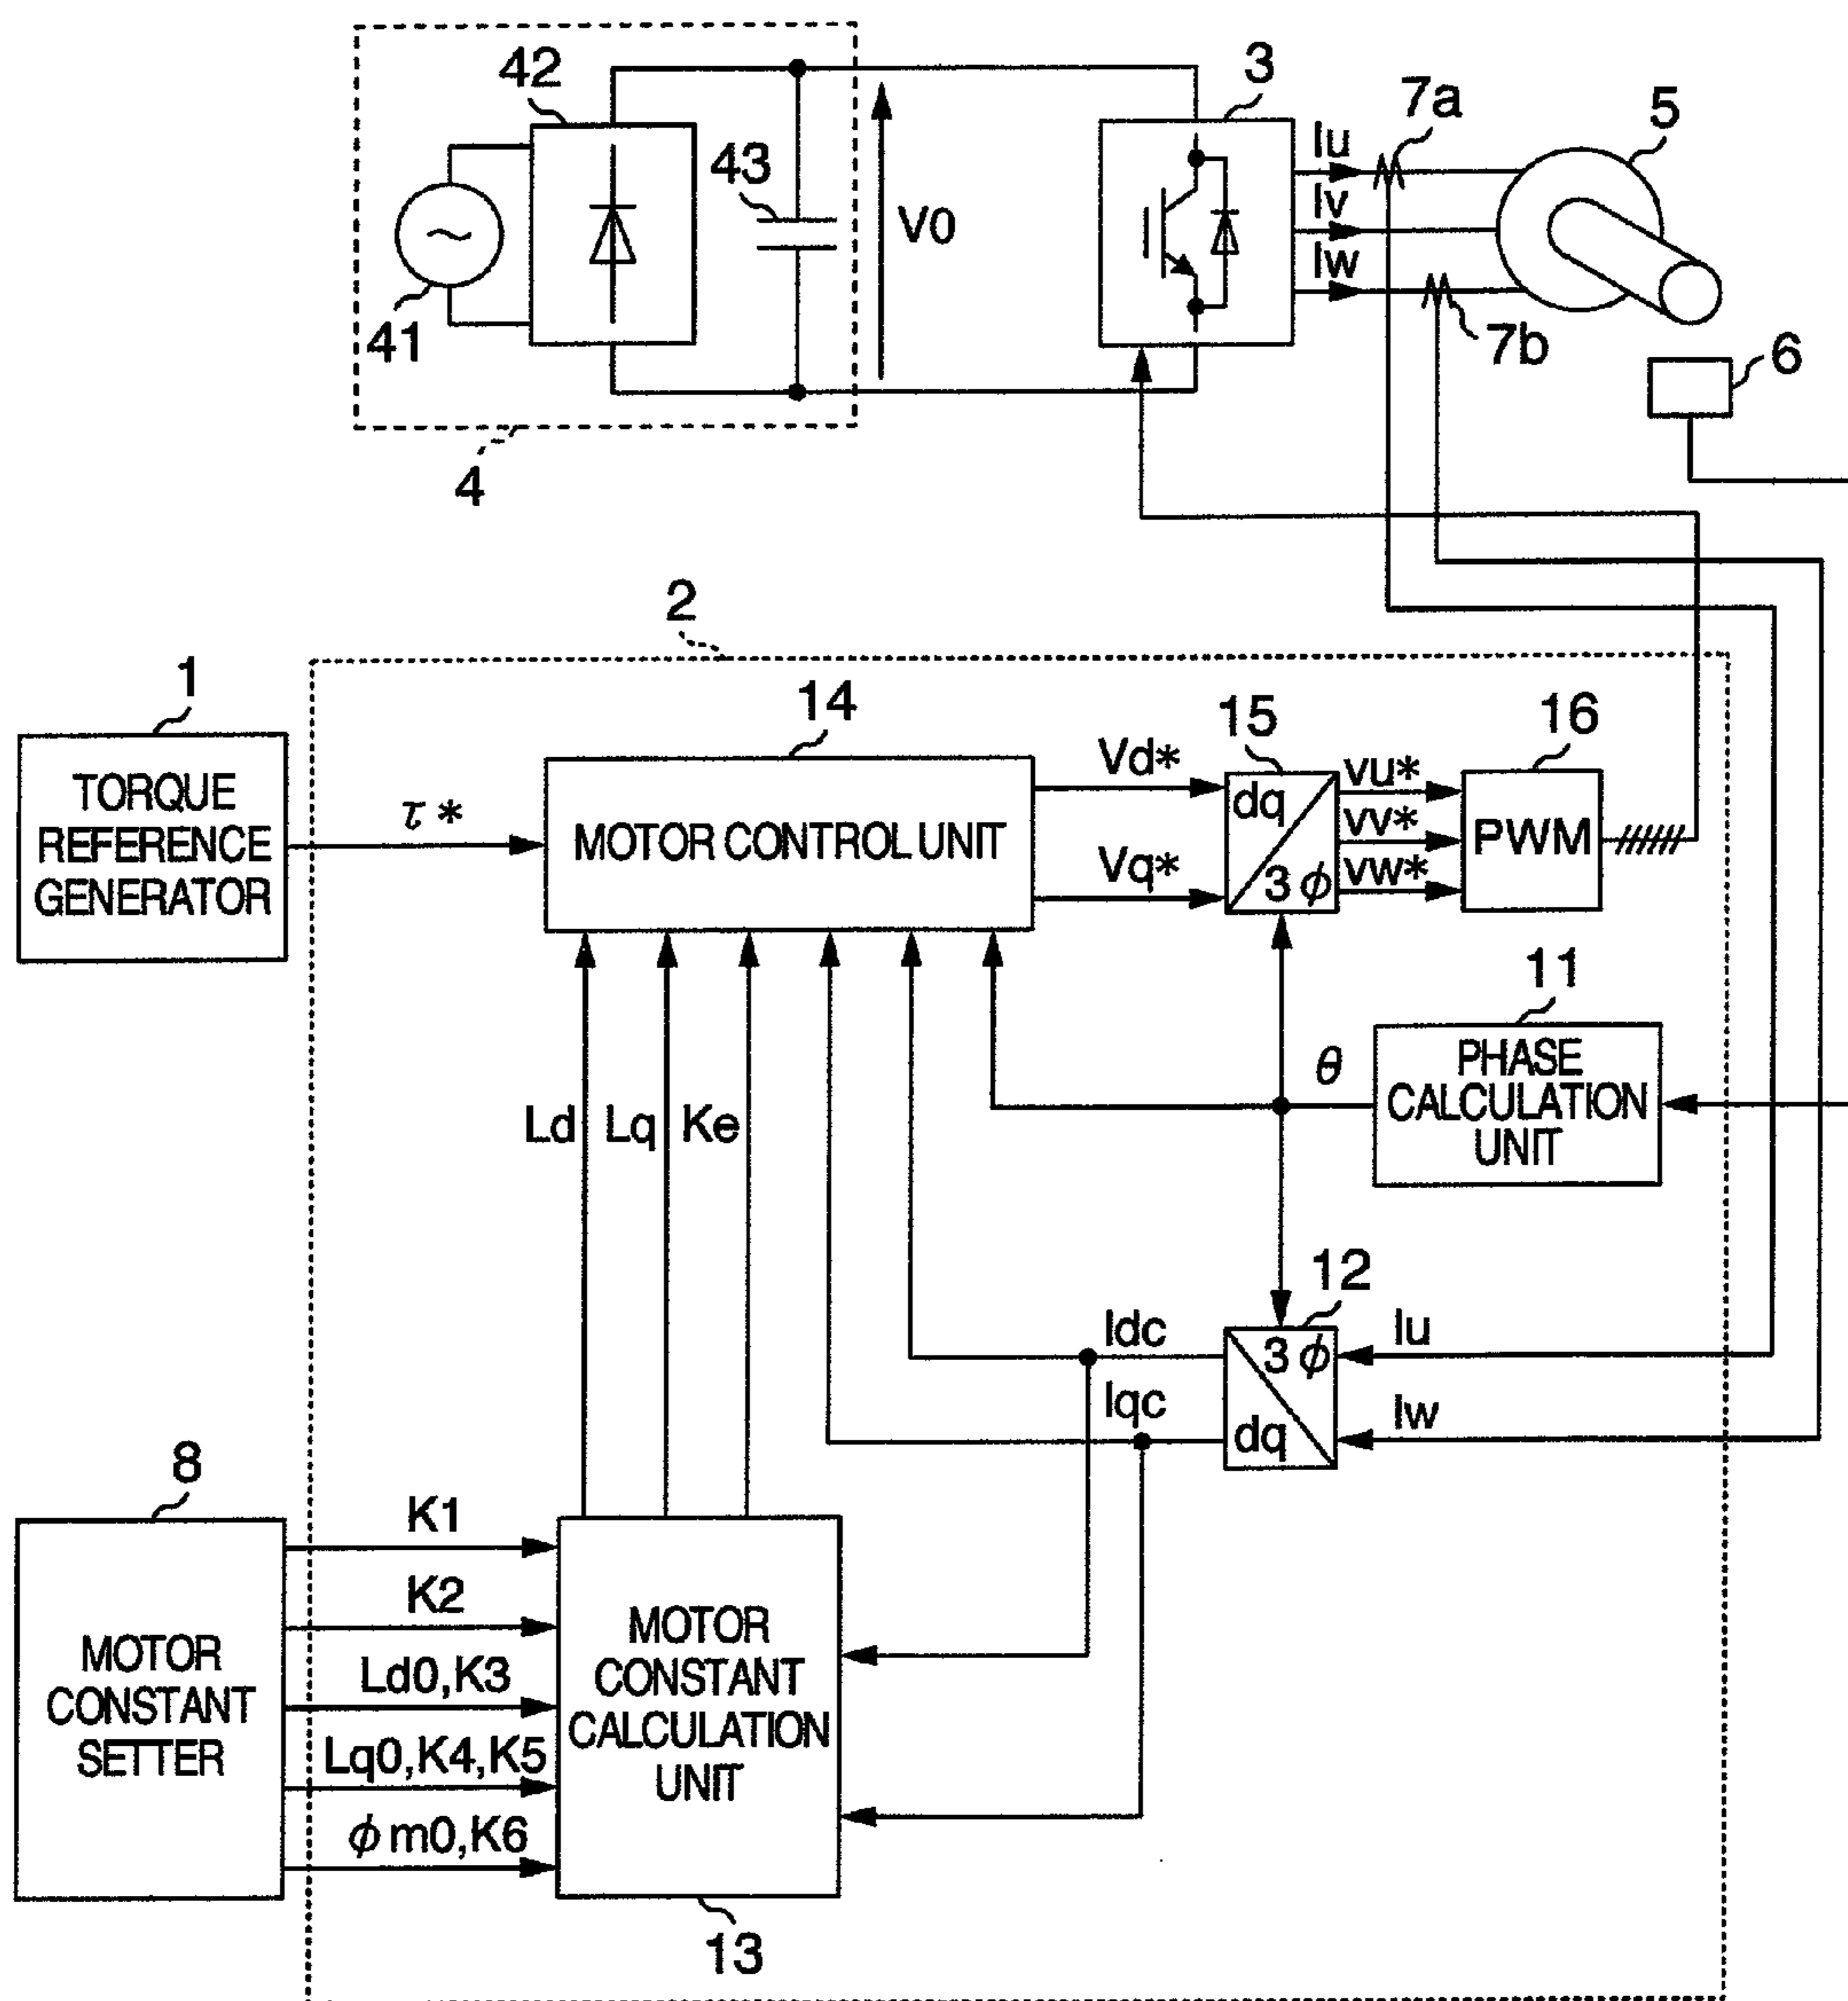 42
3
7a
5
43
Iu
V0
Iv
Iw
41
7b
6
4
2
1
14
15
16
TORQUE
REFERENCE
GENERATOR
τ*
MOTOR CONTROL UNIT
Vd*
Vq*
dq
3φ
vu*
vv*
vw*
PWM
11
θ
PHASE
CALCULATION
UNIT
Ld
Lq
Ke
12
Idc
Iqc
3φ
dq
Iu
Iw
8
K1
K2
Ld0,K3
Lq0,K4,K5
φm0,K6
MOTOR
CONSTANT
SETTER
MOTOR
CONSTANT
CALCULATION
UNIT
13